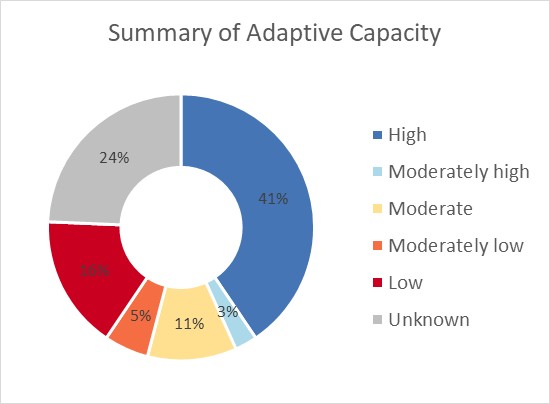 Summary of Adaptive Capacity
24%
41%
16%
5%
11%
3%
High
Moderately high
Moderate
Moderately low
Low
Unknown